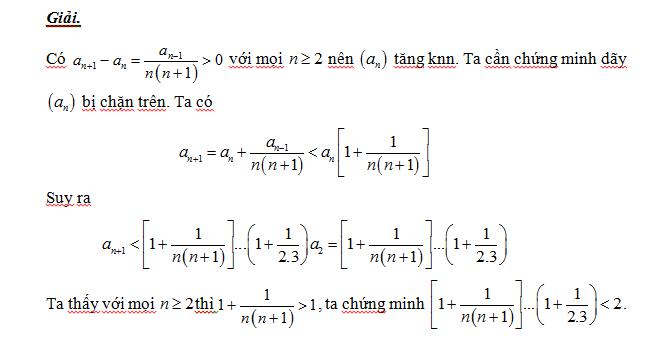 Giải.
Có a_{n+1} - a_n = \frac{a_{n-1}}{n(n+1)} > 0 với mọi n ≥ 2 nên (a_n) tăng knn. Ta cần chứng minh dãy
(a_n) bị chặn trên. Ta có
a_{n+1} = a_n + \frac{a_{n-1}}{n(n+1)} < a_n \left[1 + \frac{1}{n(n+1)}\right]
Suy ra
a_{n+1} < \left[1 + \frac{1}{n(n+1)}\right]...\left(1 + \frac{1}{2.3}\right)a_2 = \left[1 + \frac{1}{n(n+1)}\right]...\left(1 + \frac{1}{2.3}\right)
Ta thấy với mọi n ≥ 2 thì 1 + \frac{1}{n(n+1)} > 1, ta chứng minh \left[1 + \frac{1}{n(n+1)}\right]...\left(1 + \frac{1}{2.3}\right) < 2.